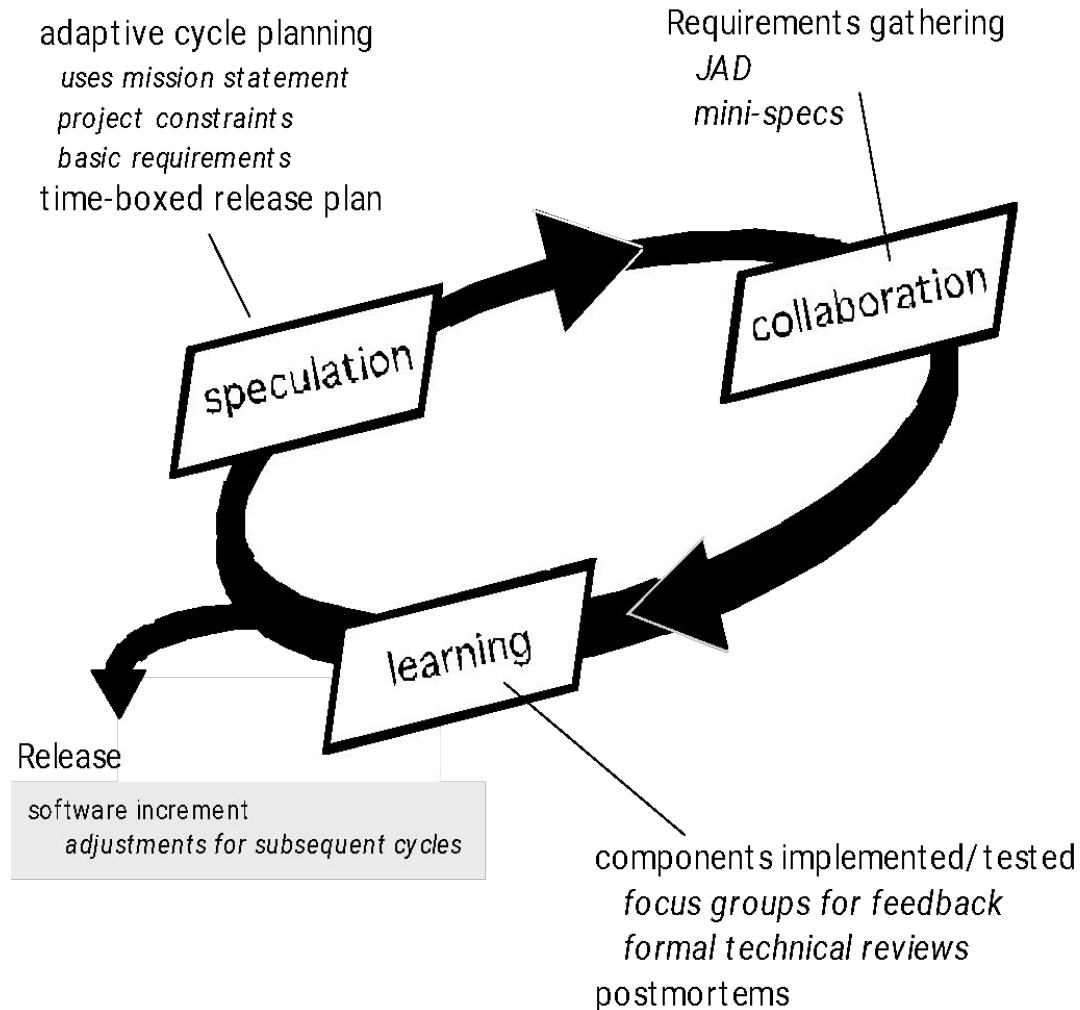 adaptive cycle planning
uses mission statement
project constraints
basic requirements
time-boxed release plan
Requirements gathering
JAD
mini-specs
speculation
collaboration
learning
Release
software increment
adjustments for subsequent cycles
components implemented/tested
focus groups for feedback
formal technical reviews
postmortems